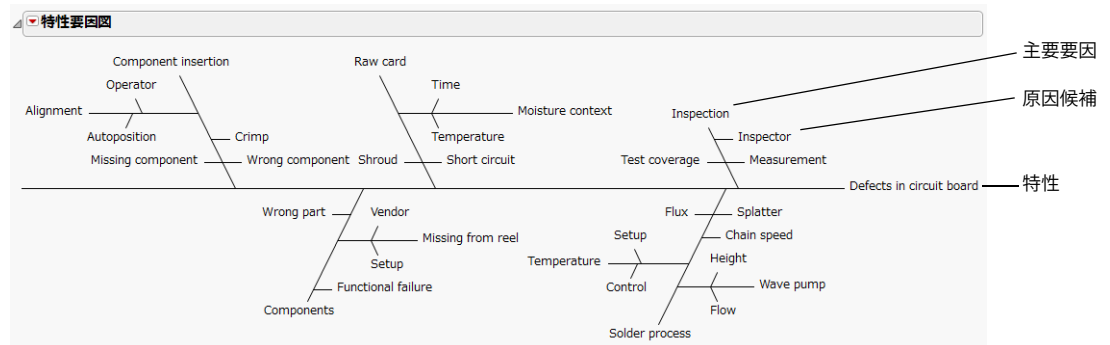 特性要因図
主要要因
Component insertion
Raw card
Operator
Time
原因候補
Alignment
Moisture context
Inspection
Autoposition
Crimp
Temperature
Inspector
Missing component
Wrong component
Shroud
Short circuit
Test coverage
Measurement
Defects in circuit board
特性
Wrong part
Vendor
Flux
Splatter
Missing from reel
Setup
Chain speed
Setup
Temperature
Height
Functional failure
Control
Wave pump
Components
Flow
Solder process